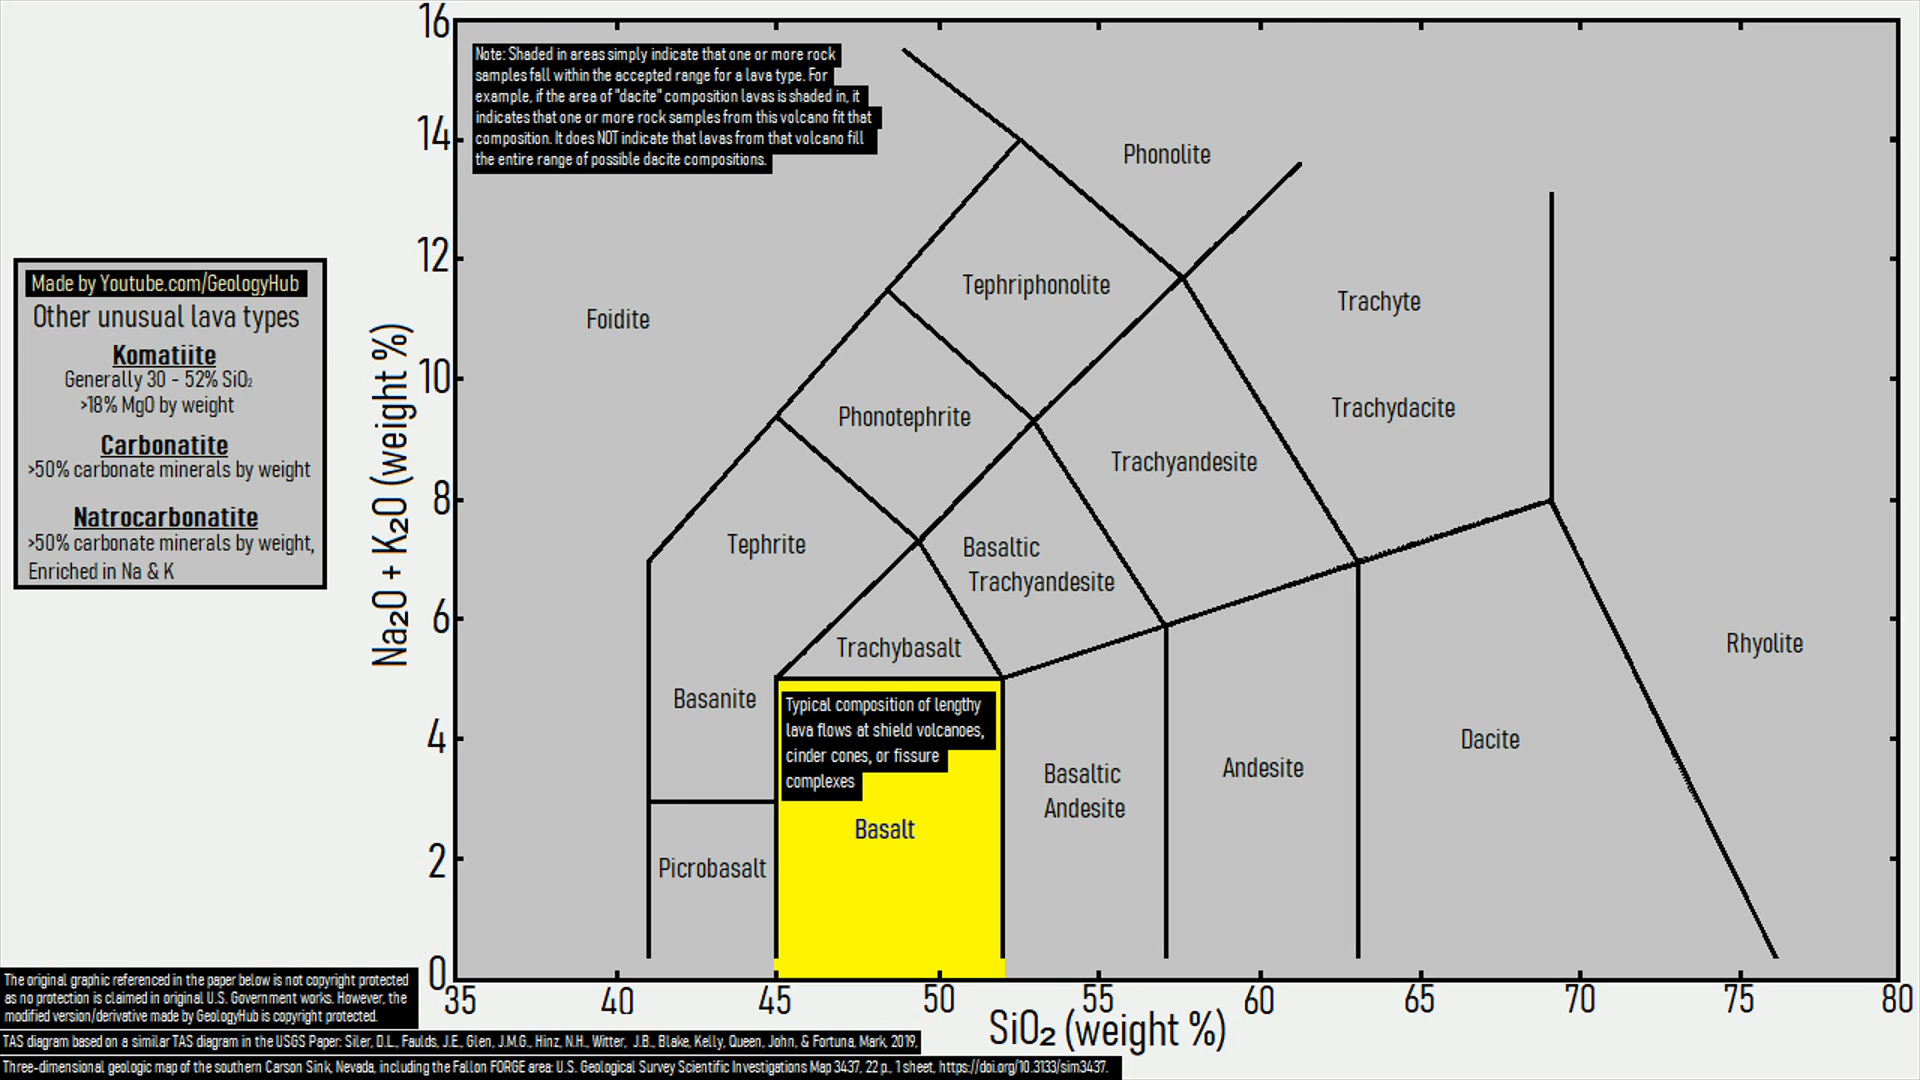 16
Note: Shaded in areas simply indicate that one or more rock
samples fall within the accepted range for a lava type. For
example, if the area of "dacite" composition lavas is shaded in, it
indicates that one or more rock samples from this volcano fit that
composition. It does NOT indicate that lavas from that volcano fill
the entire range of possible dacite compositions.
14
Phonolite
12
Tephriphonolite
Trachyte
Foidite
Made by Youtube.com/GeologyHub
Other unusual lava types
Komatiite
Generally 30 - 52% SiO₂
>18% MgO by weight
Carbonatite
>50% carbonate minerals by weight
Natrocarbonatite
>50% carbonate minerals by weight,
Enriched in Na & K
Na₂O + K₂O (weight %)
10
Phonotephrite
Trachydacite
Trachyandesite
8
Tephrite
Basaltic
Trachyandesite
6
Trachybasalt
Rhyolite
Basanite
Typical composition of lengthy
lava flows at shield volcanoes,
cinder cones, or fissure
complexes
4
Dacite
Basaltic
Andesite
Andesite
Basalt
2
Picrobasalt
0
35 40 45 50 55 60 65 70 75 80
SiO₂ (weight %)
The original graphic referenced in the paper below is not copyright protected
as no protection is claimed in original U.S. Government works. However, the
modified version/derivative made by GeologyHub is copyright protected.
TAS diagram based on a similar TAS diagram in the USGS Paper: Siler, D.L., Faulds, J.E., Glen, J.M.G., Hinz, N.H., Witter, J.B., Blake, Kelly, Queen, John, & Fortuna, Mark, 2019,
Three-dimensional geologic map of the southern Carson Sink, Nevada, including the Fallon FORGE area: U.S. Geological Survey Scientific Investigations Map 3437, 22 p., 1 sheet, https://doi.org/10.3133/sim3437.